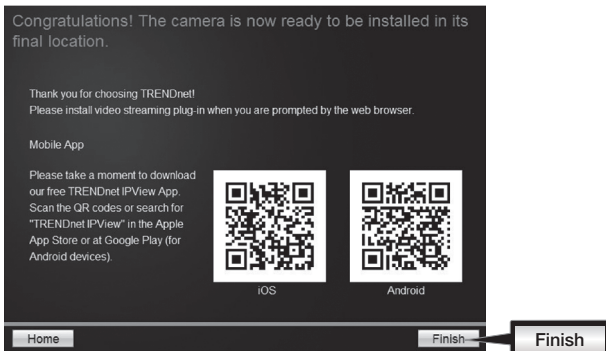 Congratulations! The camera is now ready to be installed in its
final location.
Thank you for choosing TRENDnet!
Please install video streaming plug-in when you are prompted by the web browser.
Mobile App
Please take a moment to download
our free TRENDnet IPView App.
Scan the QR codes or search for
"TRENDnet IPView" in the Apple
App Store or at Google Play (for
Android devices).
iOS
Android
Home
Finish
Finish